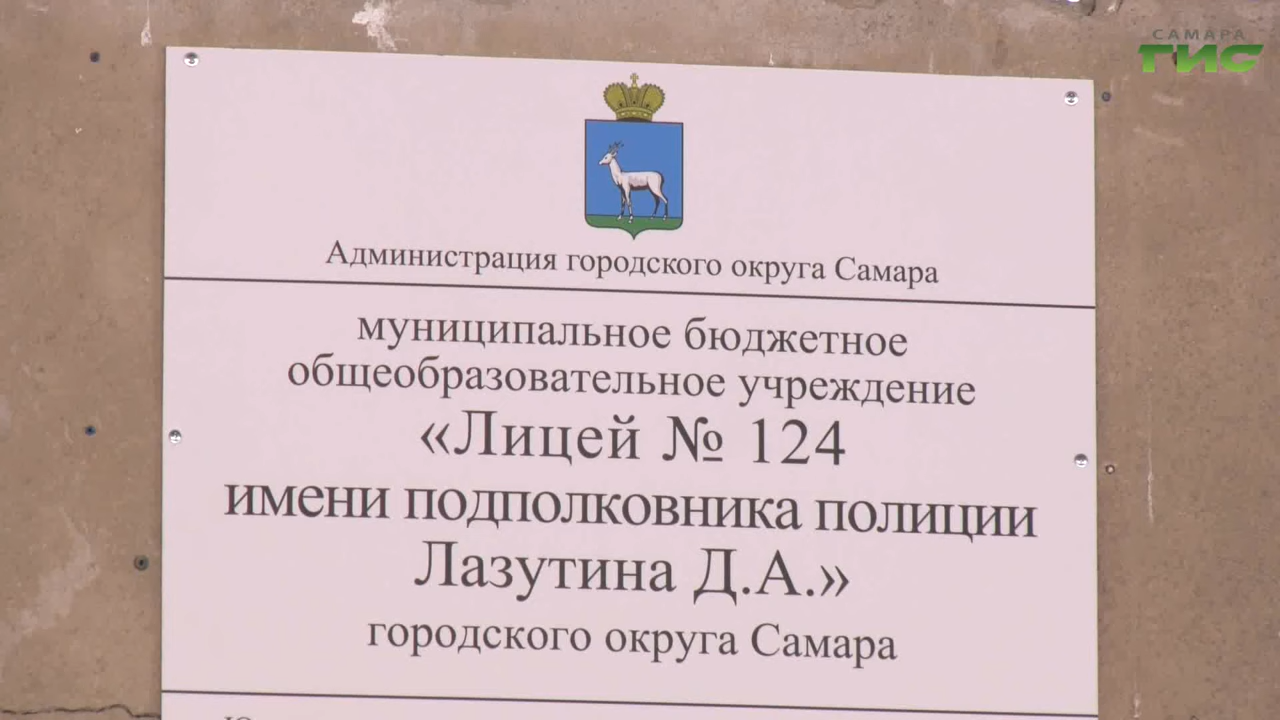 САМАРА
ГИС
Администрация городского округа Самара
муниципальное бюджетное
общеобразовательное учреждение
«Лицей № 124
имени подполковника полиции
Лазутина Д.А.»
городского округа Самара